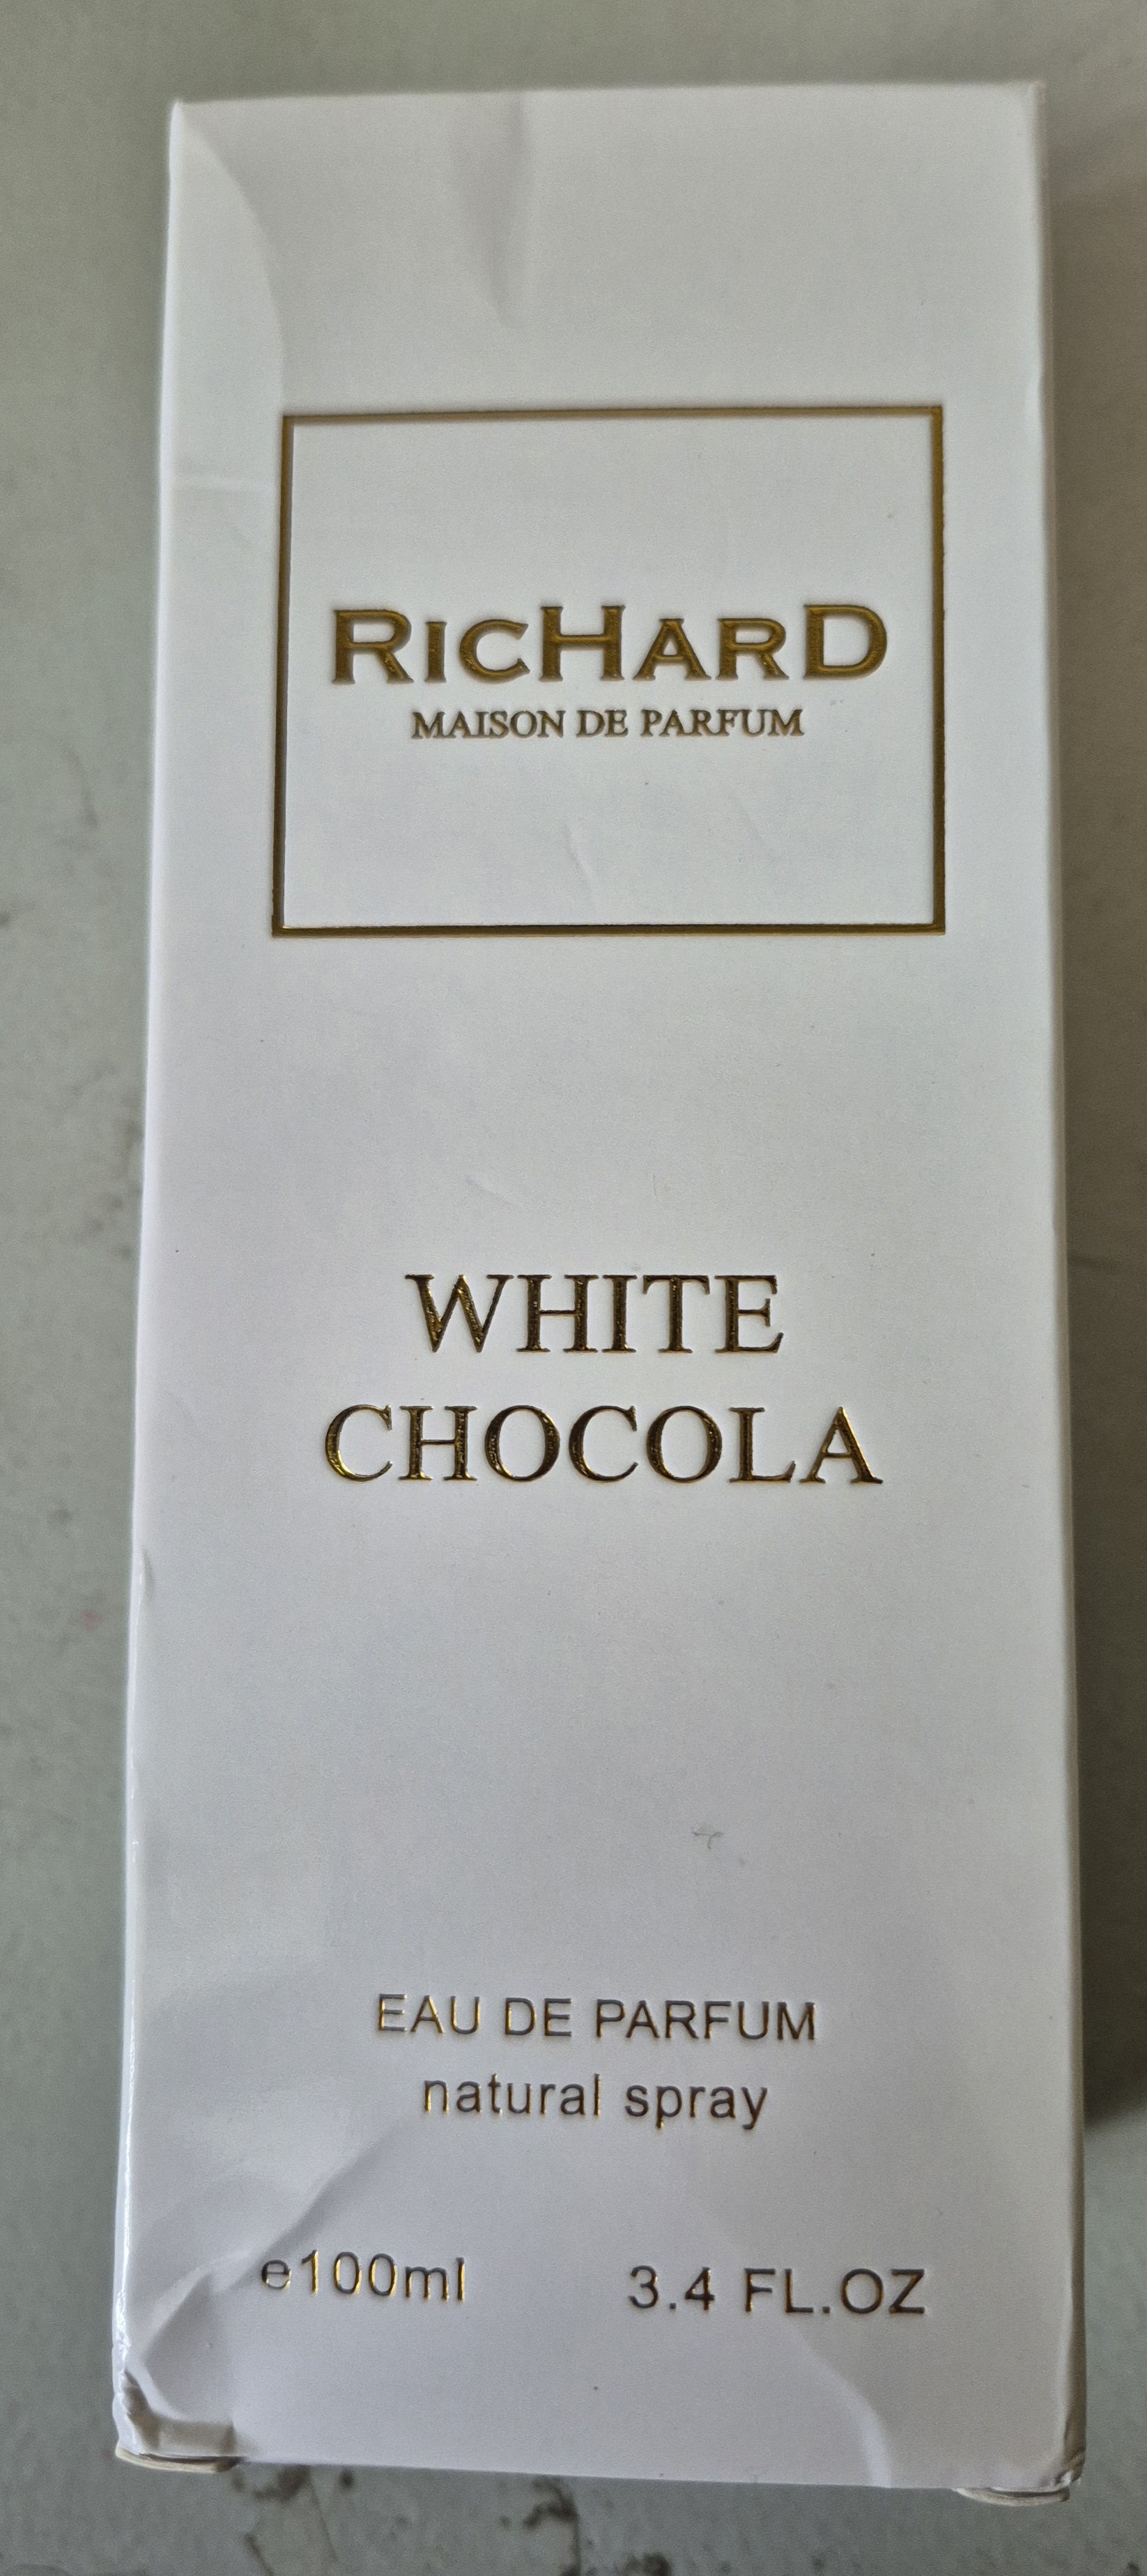 RicHarD
MAISON DE PARFUM
WHITE
CHOCOLA
EAU DE PARFUM
natural spray
e100ml 3.4 FL.OZ